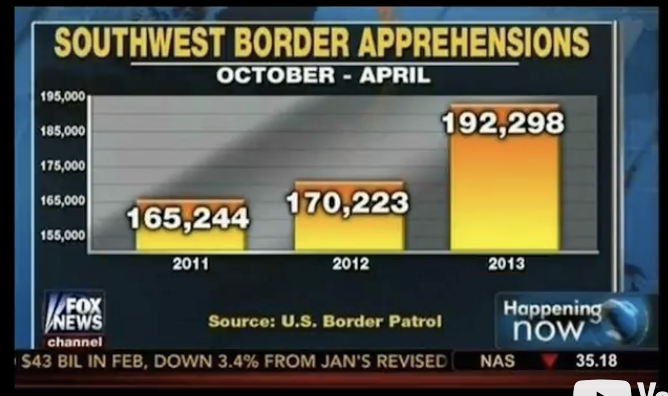 SOUTHWEST BORDER APPREHENSIONS
OCTOBER - APRIL
195,000
185,000
175,000
165,000
155,000
165,244
170,223
192,298
2011
2012
2013
FOX
NEWS
channel
Source: U.S. Border Patrol
Happening
now
$43 BIL IN FEB, DOWN 3.4% FROM JAN'S REVISED
NAS ▼ 35.18